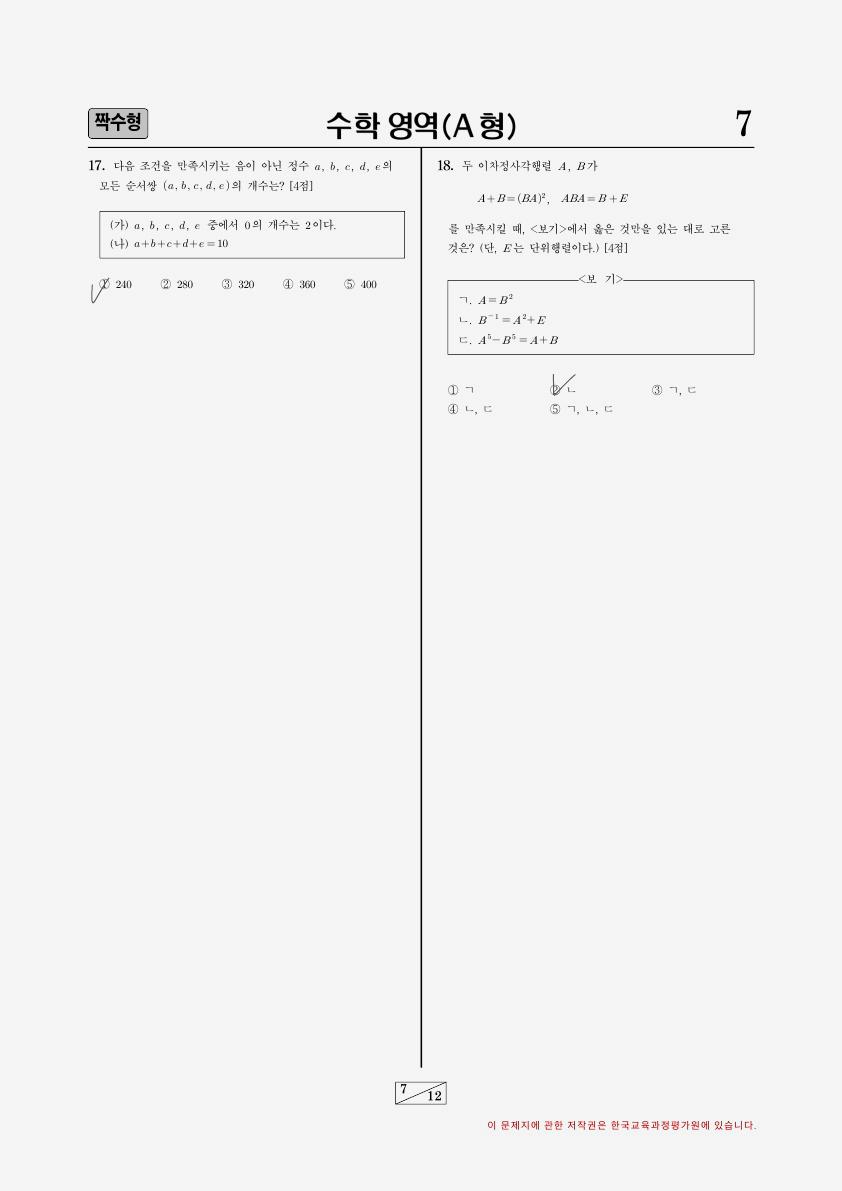 짝수형
수학 영역(A 형)
7
17. 다음 조건을 만족시키는 음이 아닌 정수 a, b, c, d, e의
모든 순서쌍 (a, b, c, d, e)의 개수는? [4점]
(가) a, b, c, d, e 중에서 0의 개수는 2이다.
(나) a+b+c+d+e=10
① 240 ② 280 ③ 320 ④ 360 ⑤ 400
18. 두 이차정사각행렬 A, B가
A+B=(BA)², ABA=B+E
를 만족시킬 때, <보기>에서 옳은 것만을 있는 대로 고른
것은? (단, E는 단위행렬이다.) [4점]
<보 기>
ㄱ. A=B²
ㄴ. B⁻¹=A²+E
ㄷ. A⁵-B⁵=A+B
① ㄱ ② ㄴ ③ ㄱ, ㄷ
④ ㄴ, ㄷ ⑤ ㄱ, ㄴ, ㄷ
7
12
이 문제지에 관한 저작권은 한국교육과정평가원에 있습니다.